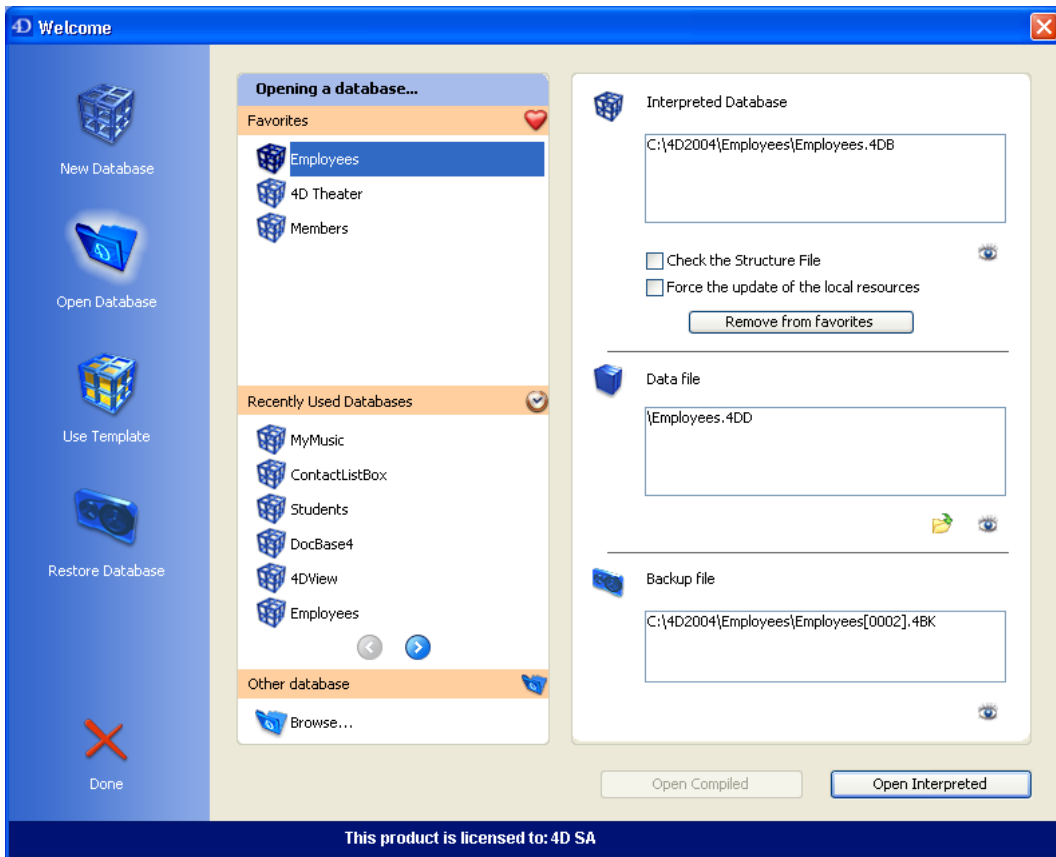 4D Welcome
New Database
Open Database
Use Template
Restore Database
Done
Opening a database...
Favorites
Employees
4D Theater
Members
Recently Used Databases
MyMusic
ContactListBox
Students
DocBase4
4DView
Employees
Other database
Browse...
Interpreted Database
C:\4D2004\Employees\Employees.4DB
Check the Structure File
Force the update of the local resources
Remove from favorites
Data file
\Employees.4DD
Backup file
C:\4D2004\Employees\Employees[0002].4BK
Open Compiled
Open Interpreted
This product is licensed to: 4D SA